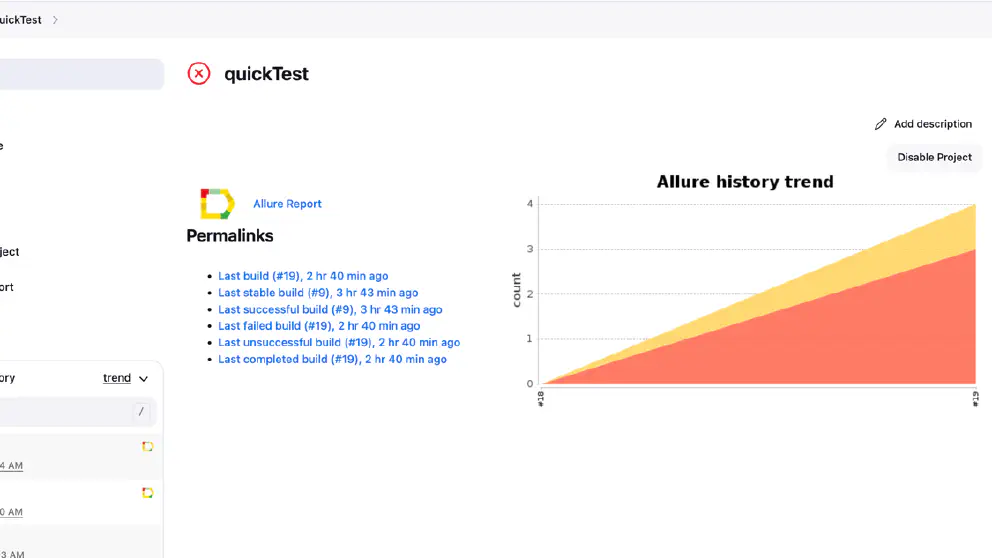 uickTest
quickTest
Add description
Disable Project
e
Allure Report
Permalinks
Last build (#19), 2 hr 40 min ago
Last stable build (#9), 3 hr 43 min ago
Last successful build (#9), 3 hr 43 min ago
Last failed build (#19), 2 hr 40 min ago
Last unsuccessful build (#19), 2 hr 40 min ago
Last completed build (#19), 2 hr 40 min ago
Allure history trend
count
4
3
2
1
0
#18
#19
ject
ort
ory
trend
/
4 AM
0 AM
3 AM